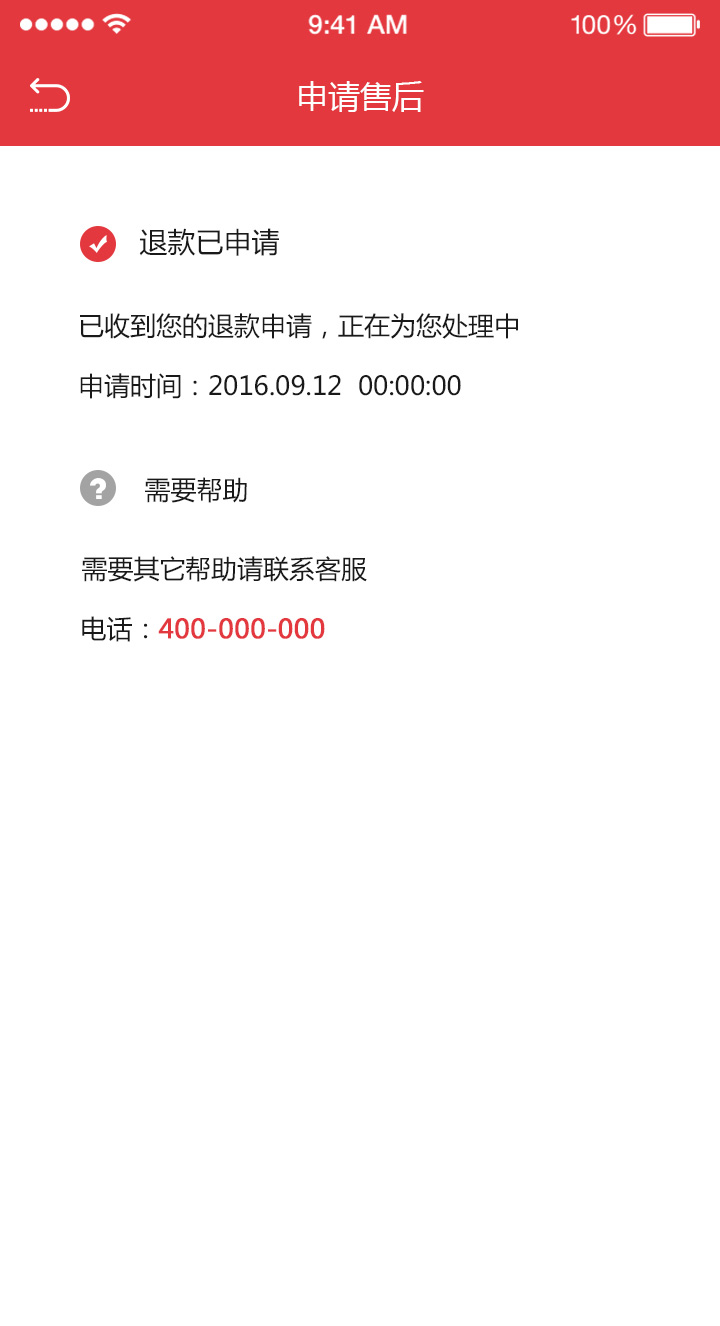 9:41 AM 100%
申请售后
退款已申请
已收到您的退款申请，正在为您处理中
申请时间：2016.09.12 00:00:00
需要帮助
需要其它帮助请联系客服
电话：400-000-000